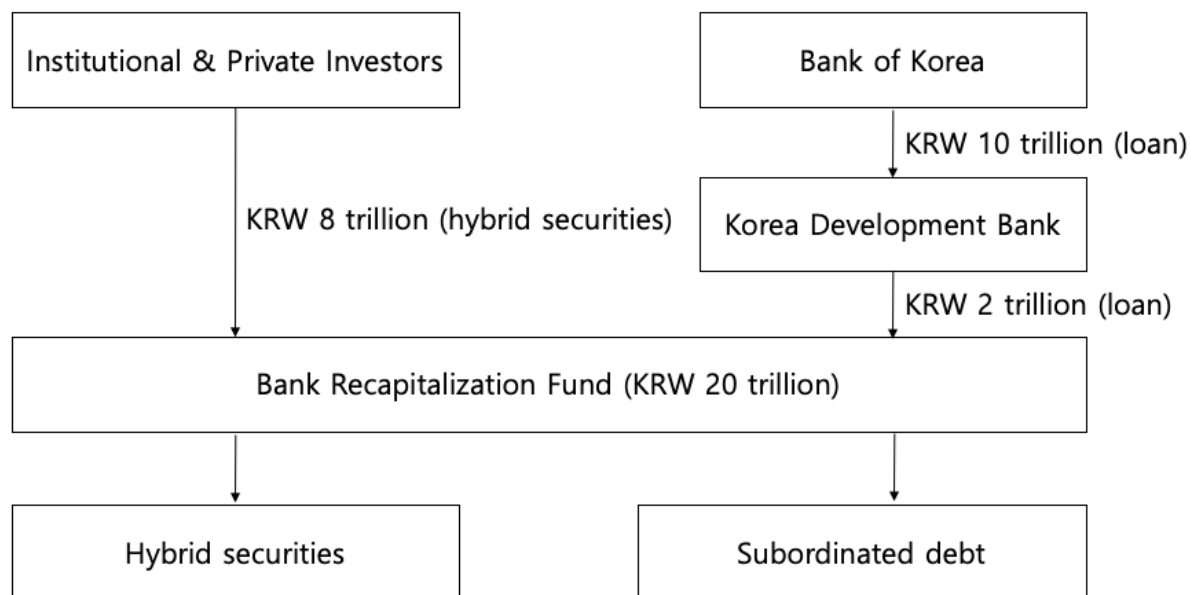 Institutional & Private Investors
Bank of Korea
KRW 10 trillion (loan)
KRW 8 trillion (hybrid securities)
Korea Development Bank
KRW 2 trillion (loan)
Bank Recapitalization Fund (KRW 20 trillion)
Hybrid securities
Subordinated debt